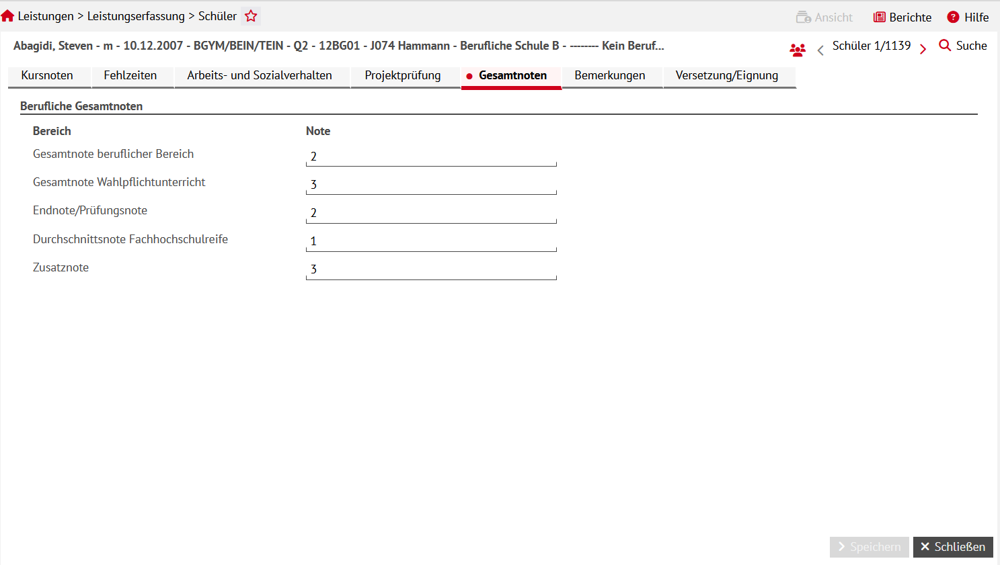 Leistungen > Leistungserfassung > Schüler
Ansicht
Berichte
Hilfe
Abagidi, Steven - m - 10.12.2007 - BGYM/BEIN/TEIN - Q2 - 12BG01 - J074 Hammann - Berufliche Schule B - -------- Kein Beruf...
Schüler 1/1139
Suche
Kursnoten
Fehlzeiten
Arbeits- und Sozialverhalten
Projektprüfung
Gesamtnoten
Bemerkungen
Versetzung/Eignung
Berufliche Gesamtnoten
Bereich Note
Gesamtnote beruflicher Bereich 2
Gesamtnote Wahlpflichtunterricht 3
Endnote/Prüfungsnote 2
Durchschnittsnote Fachhochschulreife 1
Zusatznote 3
Speichern
Schließen